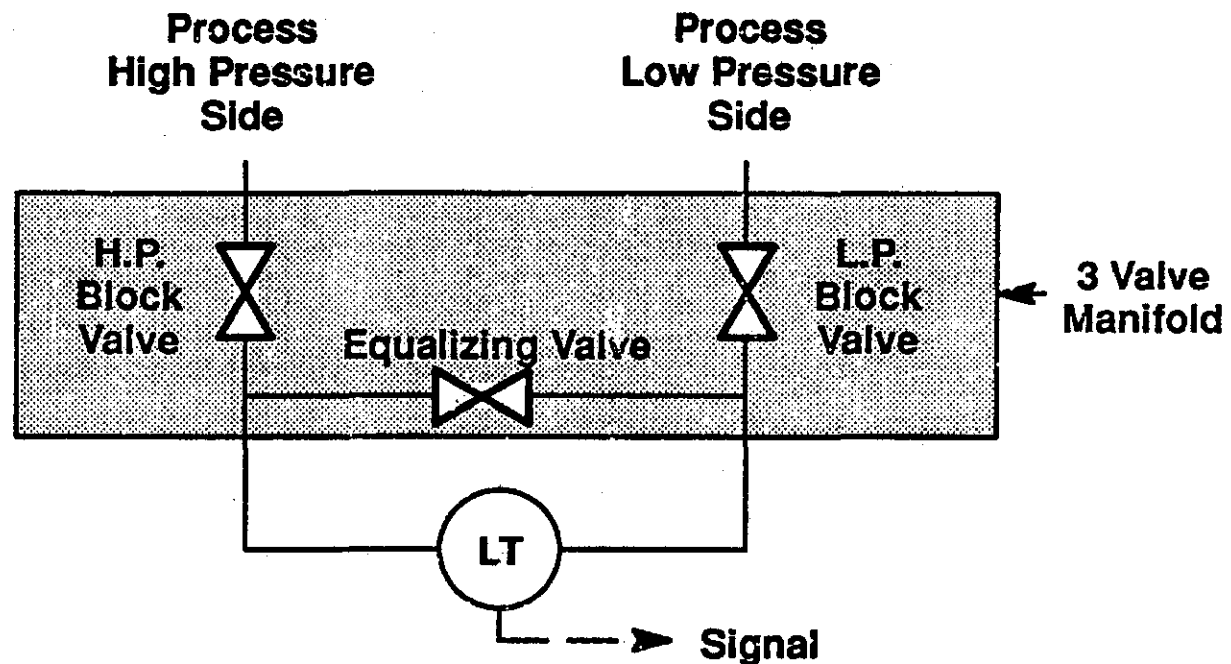 Process
High Pressure
Side
Process
Low Pressure
Side
H.P.
Block
Valve
L.P.
Block
Valve
3 Valve
Manifold
Equalizing Valve
LT
Signal